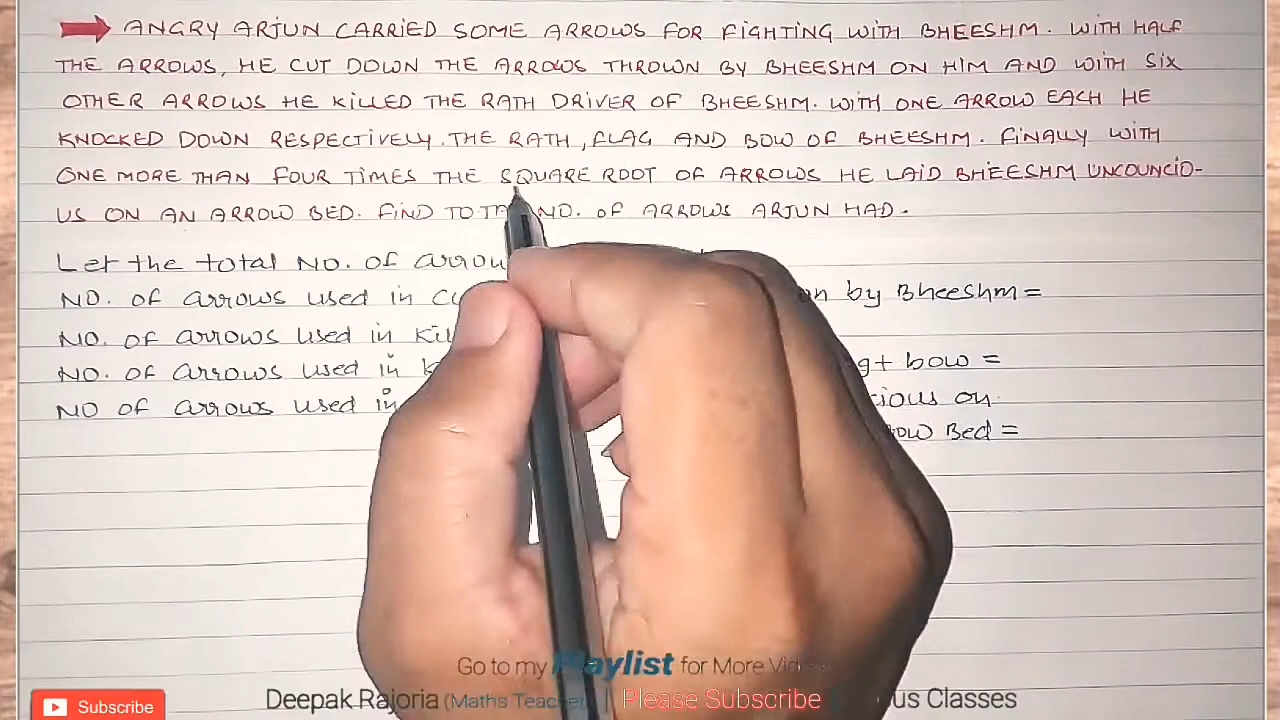 ANGRY ARJUN CARRIED SOME ARROWS FOR FIGHTING WITH BHEESHM. WITH HALF
THE ARROWS, HE CUT DOWN THE ARROWS THROWN BY BHEESHM ON HIM AND WITH SIX
OTHER ARROWS HE KILLED THE RATH DRIVER OF BHEESHM. WITH ONE ARROW EACH HE
KNOCKED DOWN RESPECTIVELY THE RATH, FLAG AND BOW OF BHEESHM. FINALLY WITH
ONE MORE THAN FOUR TIMES THE SQUARE ROOT OF ARROWS HE LAID BHEESHM UNCOUNCIO-
US ON AN ARROW BED. FIND NO. OF ARROWS ARJUN HAD.
Let the total NO. of
NO. of arrows used in by Bheeshm =
NO. of arrows used in
NO. of arrows used in + bow =
NO of arrows used in on
Bed =
Go to my Playlist for More
Subscribe
Deepak Rajoria (Maths | Please Subscribe Classes